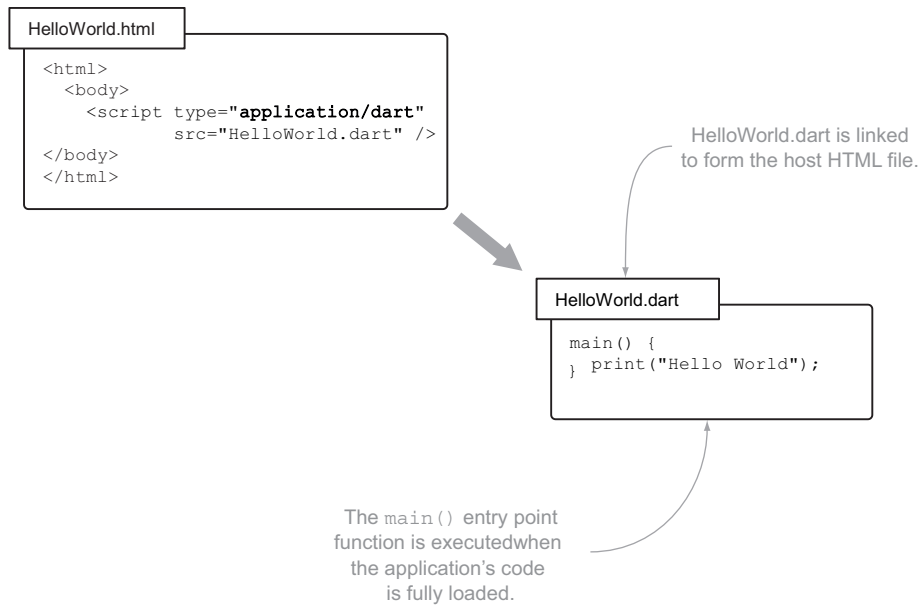 HelloWorld.html
<html>
<body>
<script type="application/dart"
src="HelloWorld.dart" />
</body>
</html>
HelloWorld.dart is linked
to form the host HTML file.
HelloWorld.dart
main() {
print("Hello World");
}
The main() entry point
function is executedwhen
the application's code
is fully loaded.